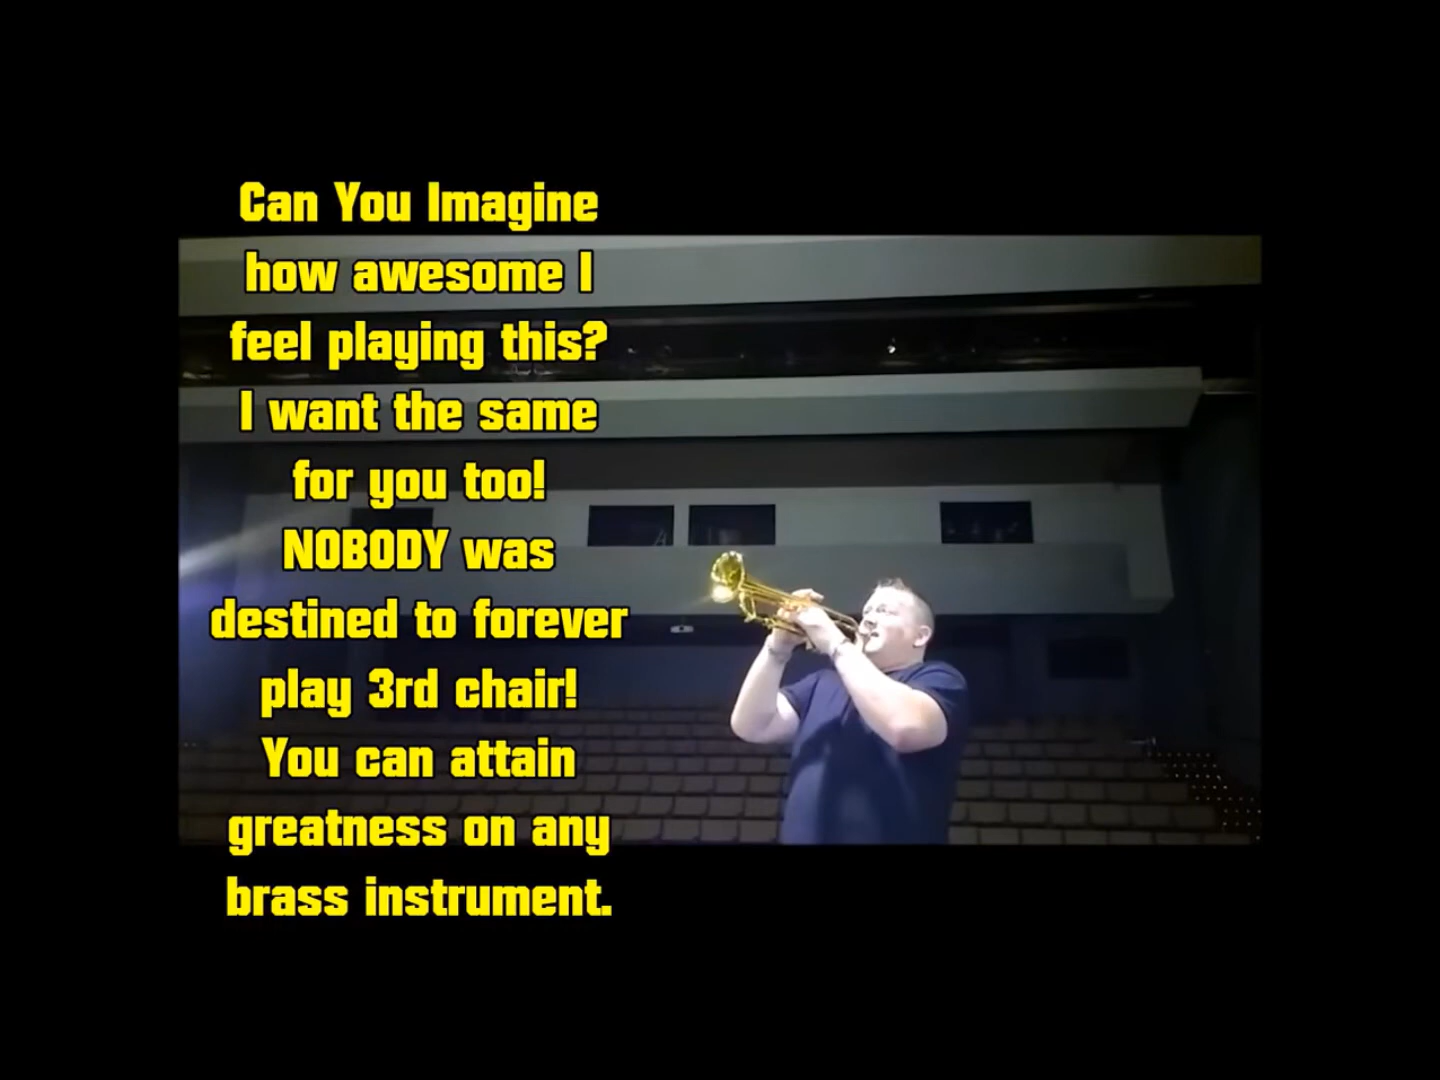 Can You Imagine
how awesome I
feel playing this?
I want the same
for you too!
NOBODY was
destined to forever
play 3rd chair!
You can attain
greatness on any
brass instrument.